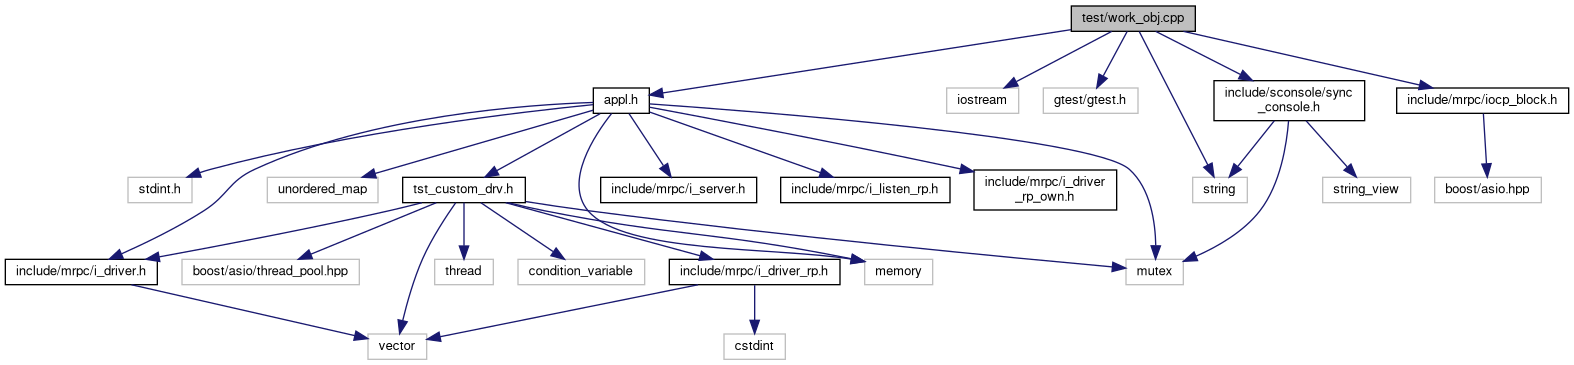 test/work_obj.cpp
appl.h
iostream
gtest/gtest.h
include/sconsole/sync
_console.h
include/mrpc/iocp_block.h
stdint.h
unordered_map
tst_custom_drv.h
include/mrpc/i_server.h
include/mrpc/i_listen_rp.h
include/mrpc/i_driver
_rp_own.h
string
string_view
boost/asio.hpp
include/mrpc/i_driver.h
boost/asio/thread_pool.hpp
thread
condition_variable
include/mrpc/i_driver_rp.h
memory
mutex
vector
cstdint